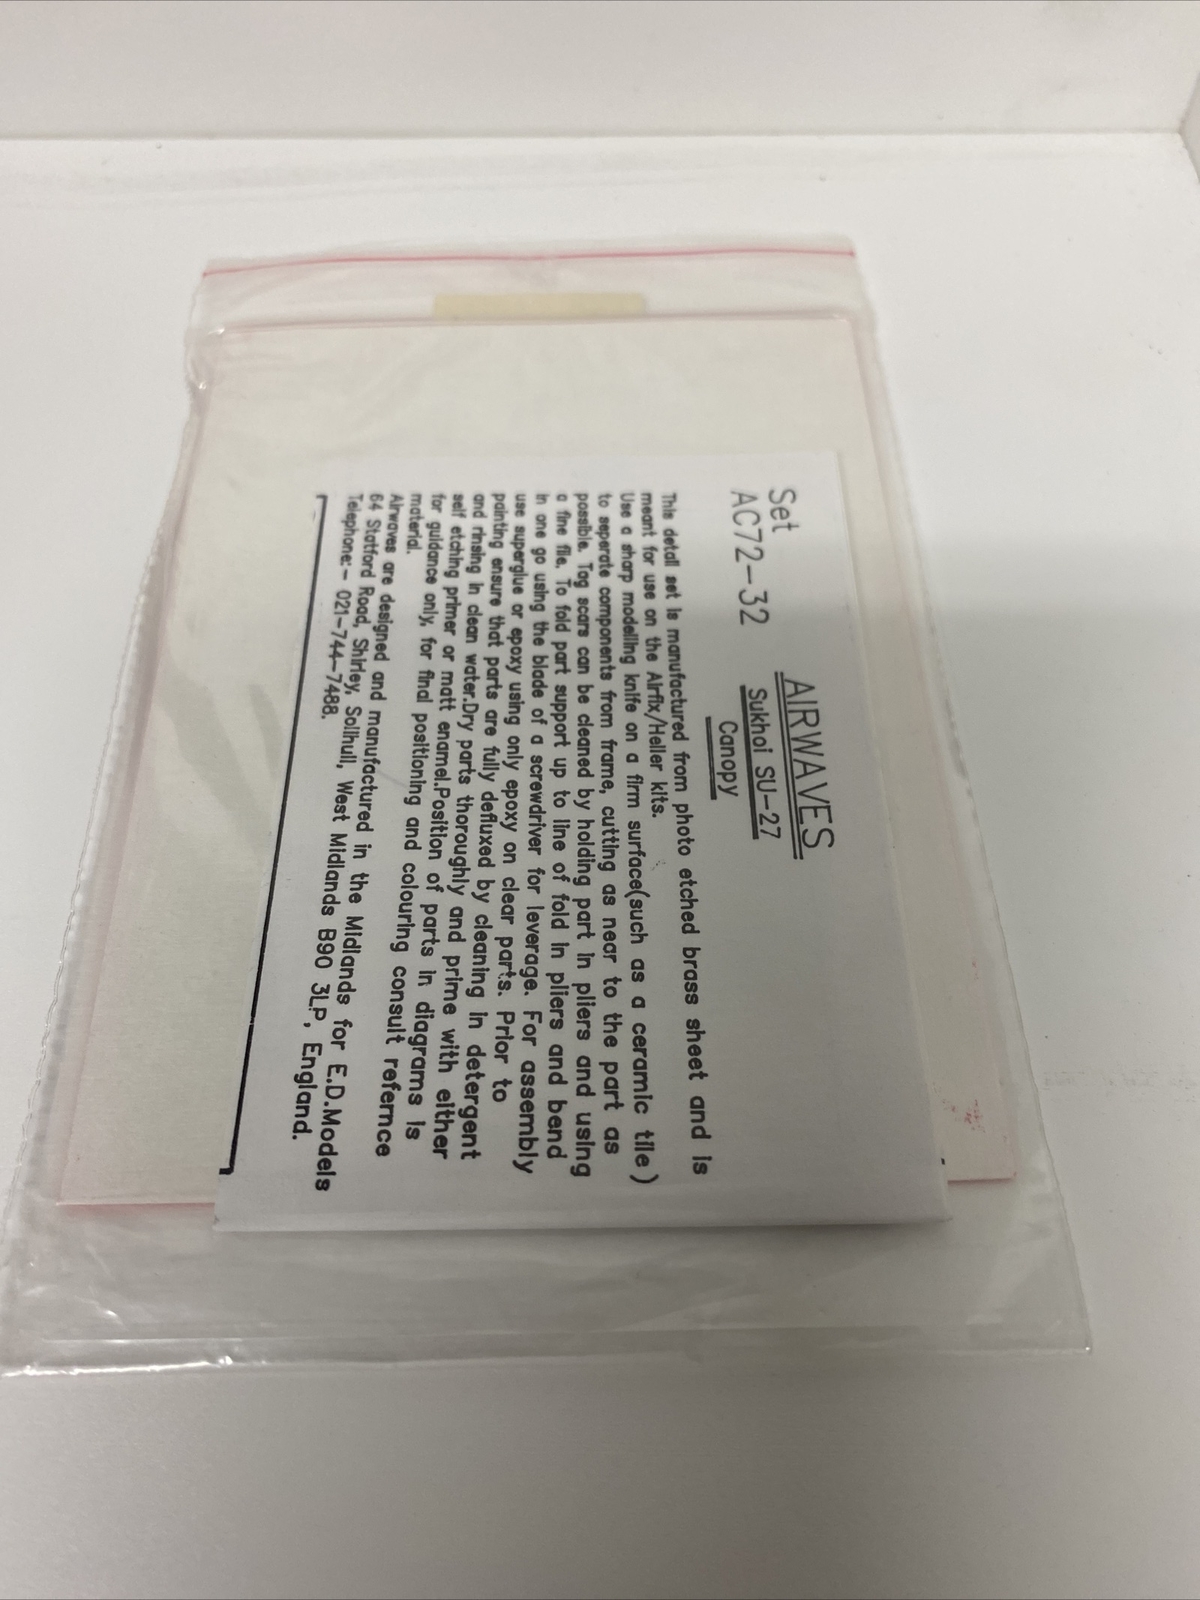 Set
AC72-32
AIRWAVES
Sukhoi SU-27
Canopy
This detail set is manufactured from photo etched brass sheet and is
meant for use on the Airfix/Heller kits.
Use a sharp modelling knife on a firm surface(such as a ceramic tile)
to seperate components from frame, cutting as near to the part as
possible. Tag scars can be cleaned by holding part in pliers and using
a fine file. To fold part support up to line of fold in pliers and bend
in one go using the blade of a screwdriver for leverage. For assembly
use superglue or epoxy using only epoxy on clear parts. Prior to
painting ensure that parts are fully defluxed by cleaning in detergent
and rinsing in clean water.Dry parts thoroughly and prime with either
self etching primer or matt enamel.Position of parts in diagrams is
for guidance only, for final positioning and colouring consult refernce
material.
Airwaves are designed and manufactured in the Midlands for E.D.Models
64 Statford Road, Shirley, Solihull, West Midlands B90 3LP, England.
Telephone:- 021-744-7488.